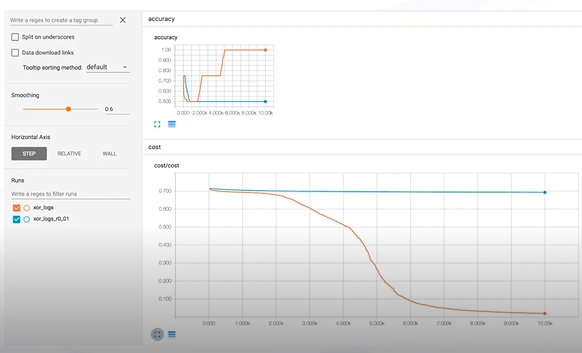 Write a regex to create a tag group
Split on underscores
Data download links
Tooltip sorting method: default
Smoothing
0.6
Horizontal Axis
STEP RELATIVE WALL
Runs
Write a regex to filter runs
xor_logs
xor_logs_r0_01
accuracy
accuracy
1.00
0.900
0.800
0.700
0.600
0.500
0.000 2.000k 4.000k 6.000k 8.000k 10.00k
cost
cost/cost
0.700
0.600
0.500
0.400
0.300
0.200
0.100
0.000 1.000k 2.000k 3.000k 4.000k 5.000k 6.000k 7.000k 8.000k 9.000k 10.00k